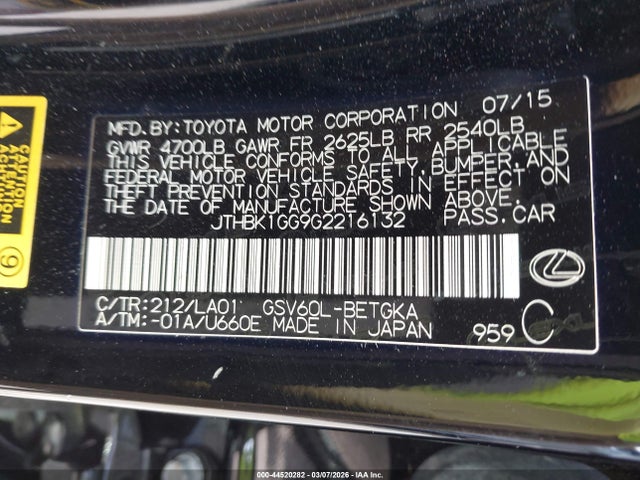 MFD. BY: TOYOTA MOTOR CORPORATION 07/15
GVWR 4700LB GAWR FR 2625LB RR 2540LB
THIS VEHICLE CONFORMS TO ALL APPLICABLE
FEDERAL MOTOR VEHICLE SAFETY, BUMPER, AND
THEFT PREVENTION STANDARDS IN EFFECT ON
THE DATE OF MANUFACTURE SHOWN ABOVE.
JTHBK1GG9G2216132 PASS. CAR
C/TR: 212/LA01 GSV60L-BETGKA
A/TM: -01A/U660E MADE IN JAPAN 959 C
9
000-44520282 - 03/07/2026 - IAA Inc.